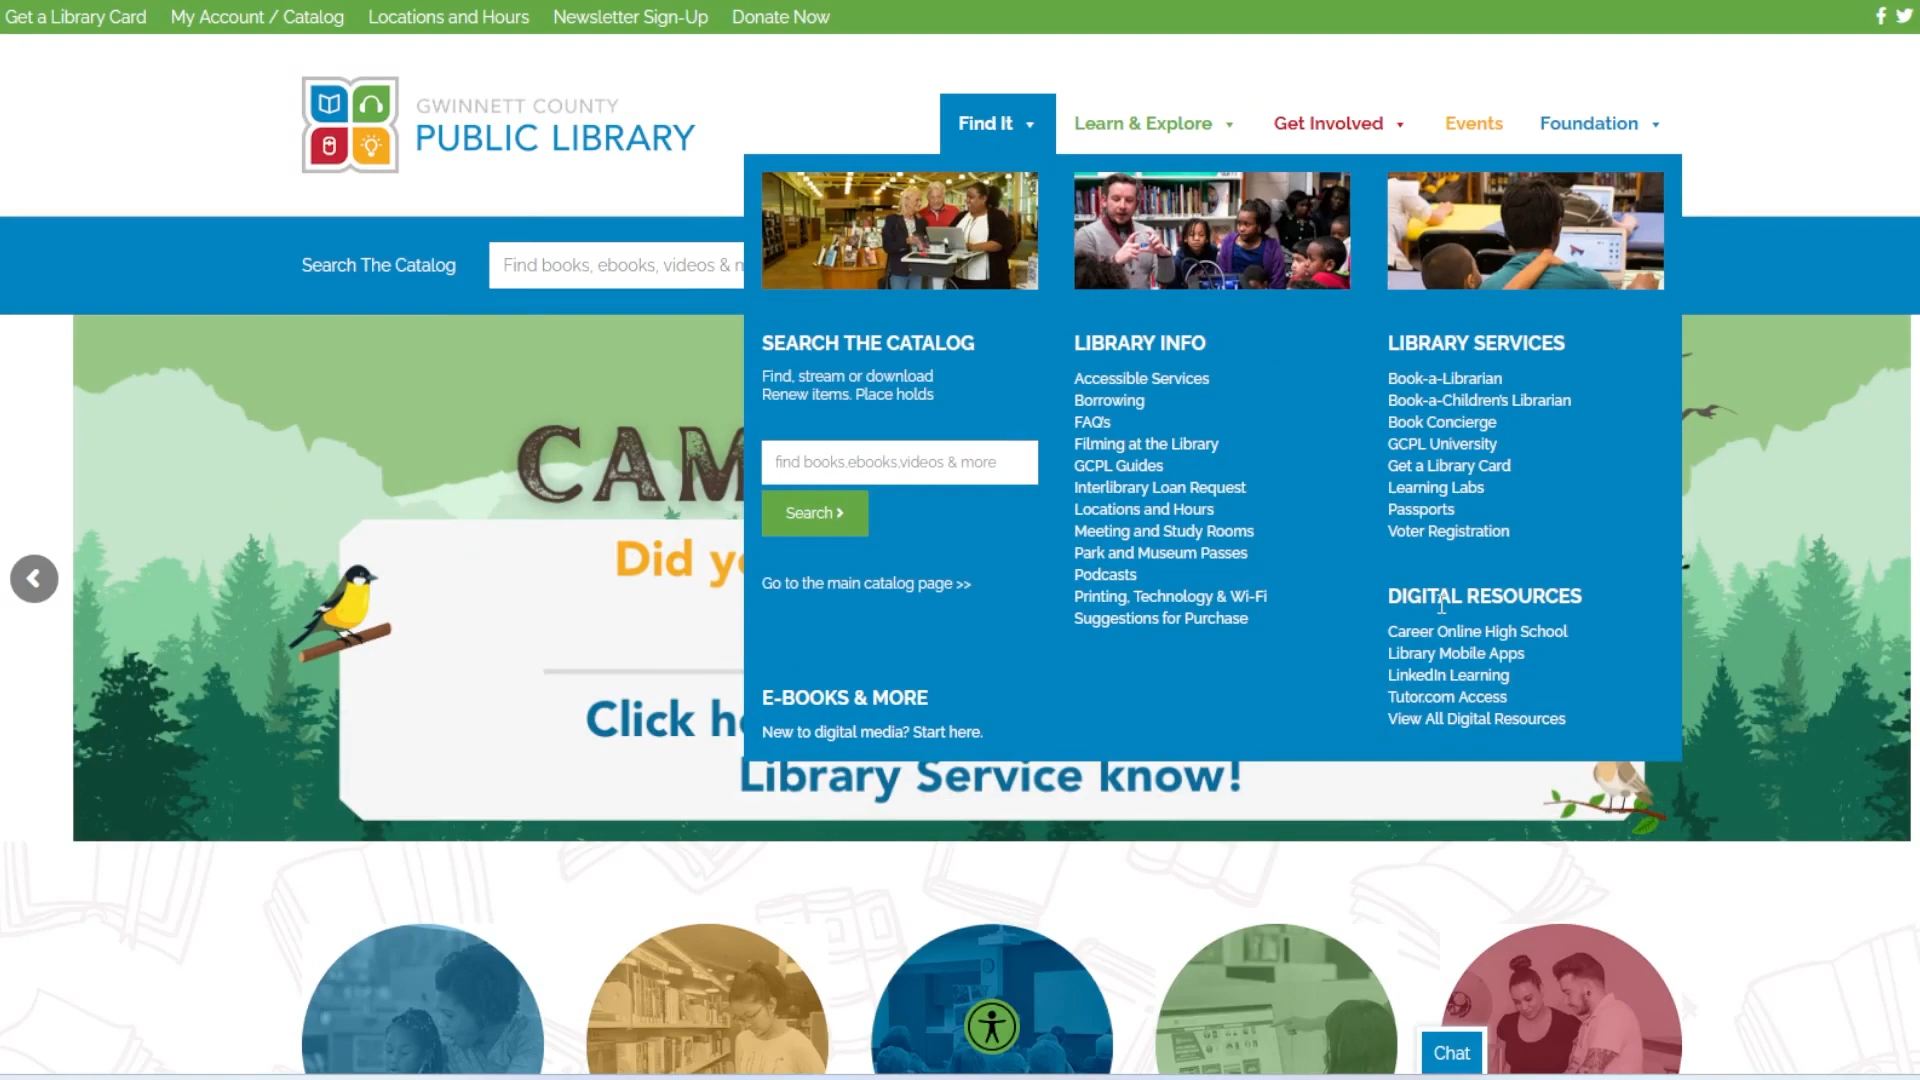 Get a Library Card My Account / Catalog Locations and Hours Newsletter Sign-Up Donate Now
GWINNETT COUNTY
PUBLIC LIBRARY
Find It Learn & Explore Get Involved Events Foundation
Search The Catalog
Find books, ebooks, videos &
SEARCH THE CATALOG
Find, stream or download
Renew items. Place holds
find books,ebooks,videos & more
Search
Go to the main catalog page >>
E-BOOKS & MORE
New to digital media? Start here.
LIBRARY INFO
Accessible Services
Borrowing
FAQ's
Filming at the Library
GCPL Guides
Interlibrary Loan Request
Locations and Hours
Meeting and Study Rooms
Park and Museum Passes
Podcasts
Printing, Technology & Wi-Fi
Suggestions for Purchase
LIBRARY SERVICES
Book-a-Librarian
Book-a-Children's Librarian
Book Concierge
GCPL University
Get a Library Card
Learning Labs
Passports
Voter Registration
DIGITAL RESOURCES
Career Online High School
Library Mobile Apps
LinkedIn Learning
Tutor.com Access
View All Digital Resources
CAM
Did y
Click h
Library Service know!
Chat